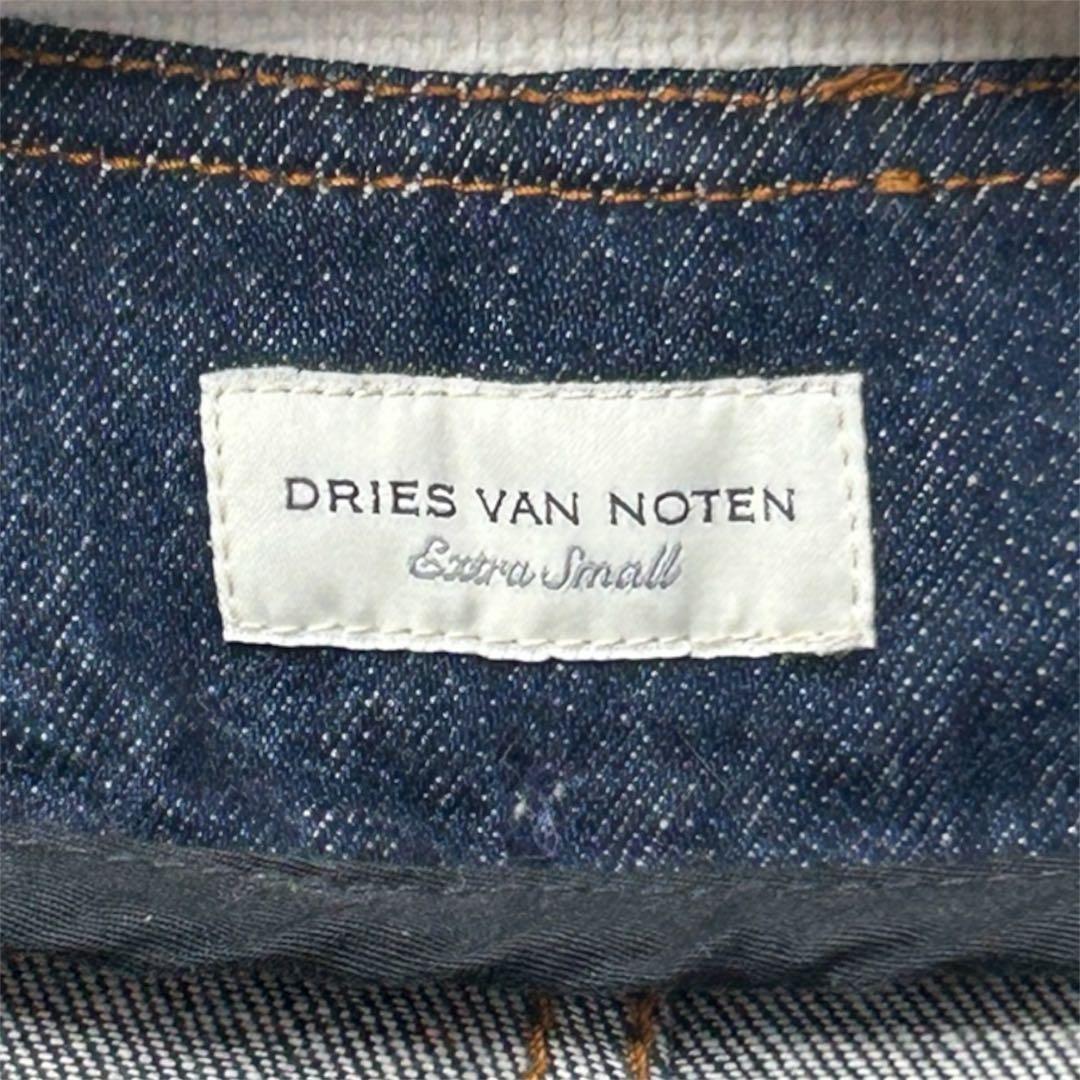 DRIES VAN NOTEN
Extra Small